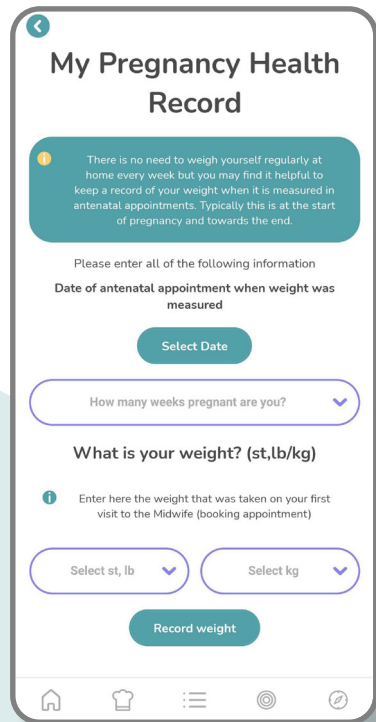 My Pregnancy Health
Record
There is no need to weigh yourself regularly at
home every week but you may find it helpful to
keep a record of your weight when it is measured in
antenatal appointments. Typically this is at the start
of pregnancy and towards the end.
Please enter all of the following information
Date of antenatal appointment when weight was
measured
Select Date
How many weeks pregnant are you?
What is your weight? (st,lb/kg)
Enter here the weight that was taken on your first
visit to the Midwife (booking appointment)
Select st, lb
Select kg
Record weight